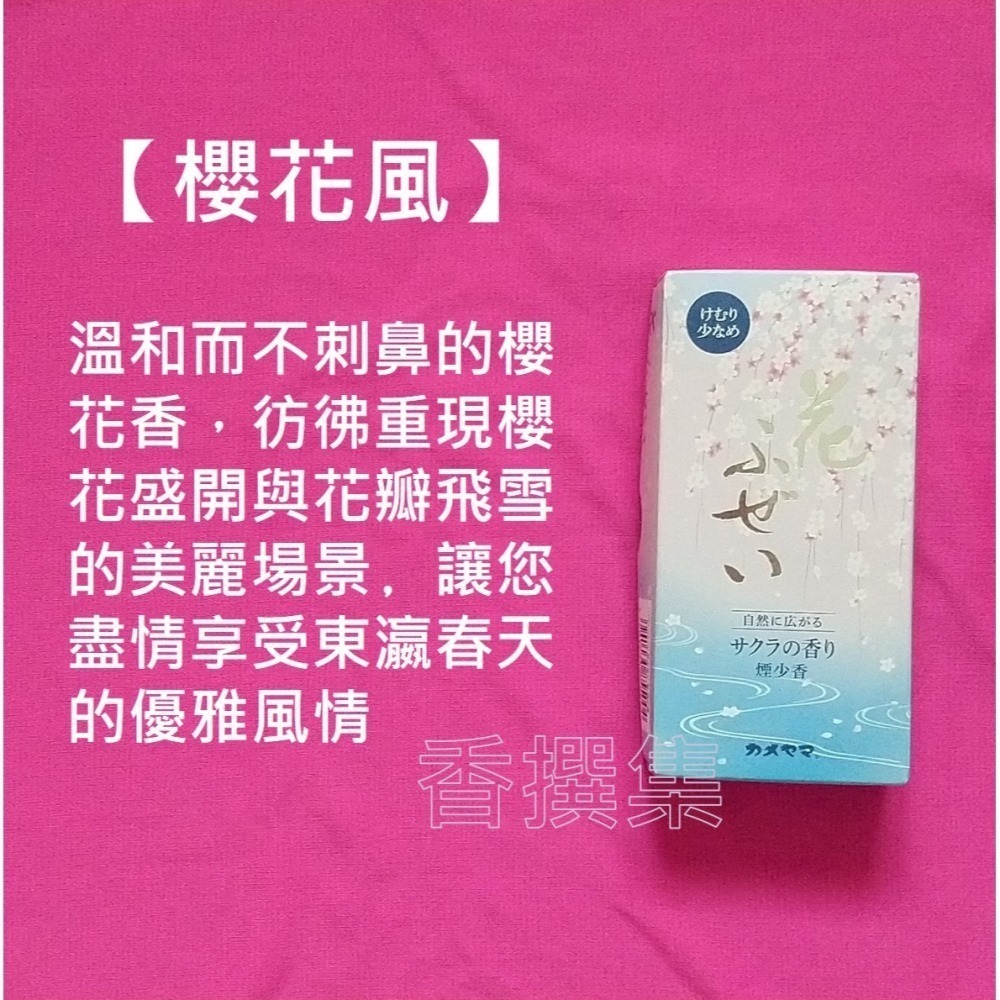 【櫻花風】
溫和而不刺鼻的櫻
花香，彷彿重現櫻
花盛開與花瓣飛雪
的美麗場景，讓您
盡情享受東瀛春天
的優雅風情
香撰集
けむり
少なめ
花
ふぜい
自然に広がる
サクラの香り
煙少香
カメヤマ